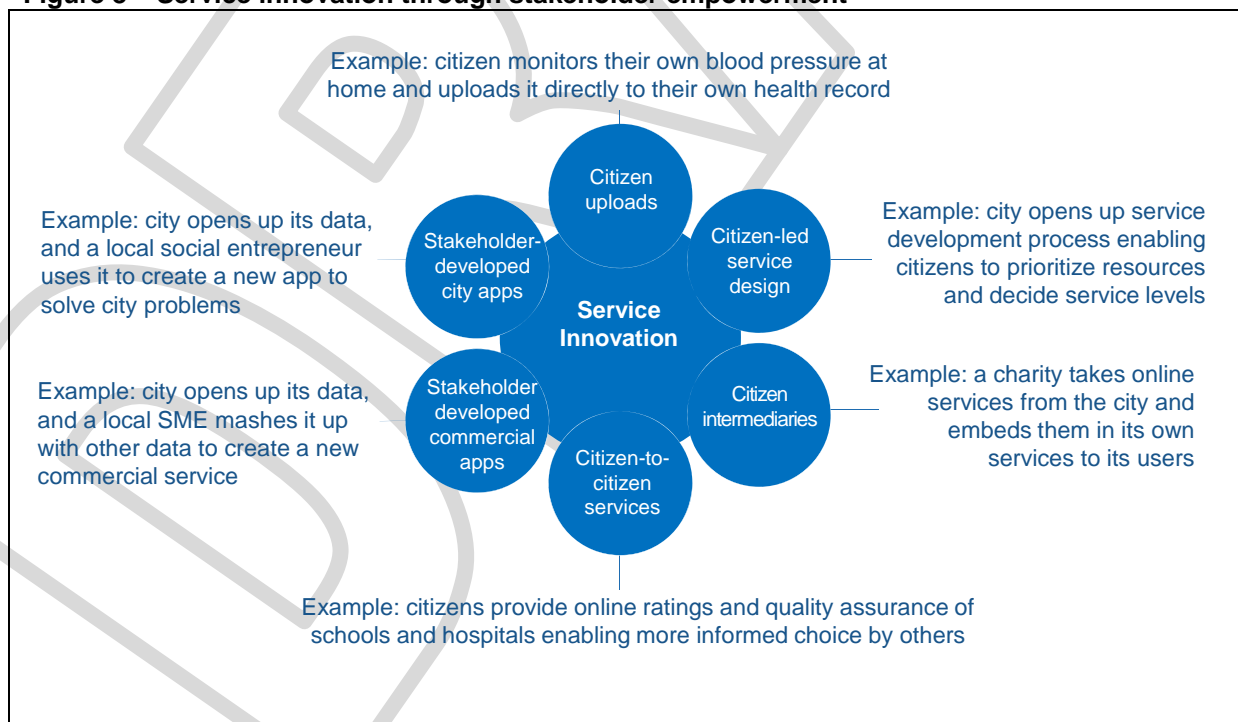 Figure 8 – Service innovation through stakeholder empowerment
Example: citizen monitors their own blood pressure at
home and uploads it directly to their own health record
Citizen
uploads
Example: city opens up its data,
and a local social entrepreneur
uses it to create a new app to
solve city problems
Stakeholder-
developed
city apps
Citizen-led
service
design
Example: city opens up service
development process enabling
citizens to prioritize resources
and decide service levels
Service
Innovation
Example: city opens up its data,
and a local SME mashes it up
with other data to create a new
commercial service
Stakeholder
developed
commercial
apps
Citizen
intermediaries
Example: a charity takes online
services from the city and
embeds them in its own
services to its users
Citizen-to-
citizen
services
Example: citizens provide online ratings and quality assurance of
schools and hospitals enabling more informed choice by others